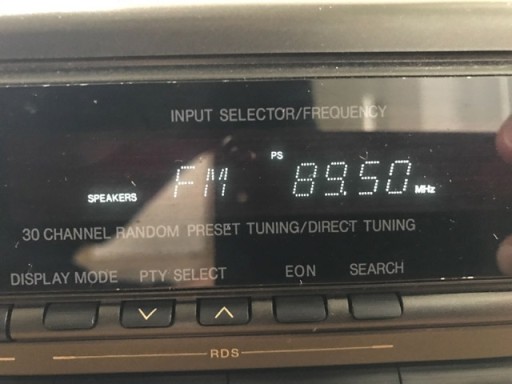 INPUT SELECTOR/FREQUENCY
PS
SPEAKERS FM 89.50 MHz
30 CHANNEL RANDOM PRESET TUNING/DIRECT TUNING
DISPLAY MODE PTY SELECT EON SEARCH
RDS